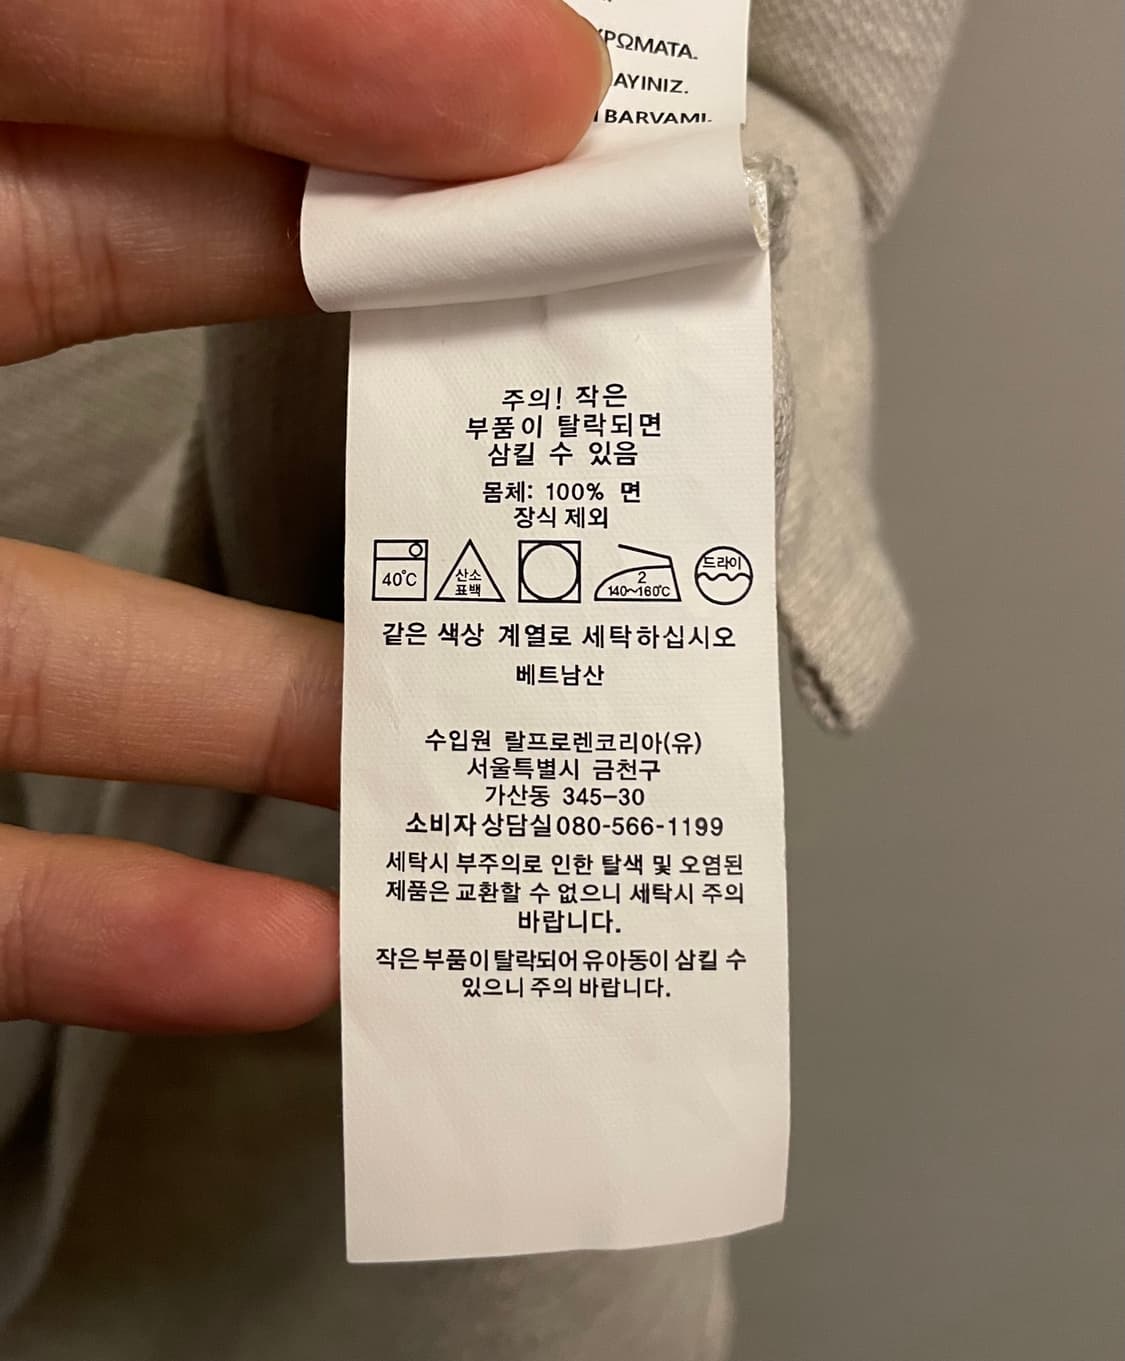 ΡΩΜΑΤΑ.
AYINIZ.
BARVAMI.
주의! 작은
부품이 탈락되면
삼킬 수 있음
몸체: 100% 면
장식 제외
40℃
산소
표백
2
140~160℃
드라이
같은 색상 계열로 세탁하십시오
베트남산
수입원 랄프로렌코리아(유)
서울특별시 금천구
가산동 345-30
소비자상담실080-566-1199
세탁시 부주의로 인한 탈색 및 오염된
제품은 교환할 수 없으니 세탁시 주의
바랍니다.
작은부품이탈락되어유아동이 삼킬 수
있으니 주의 바랍니다.